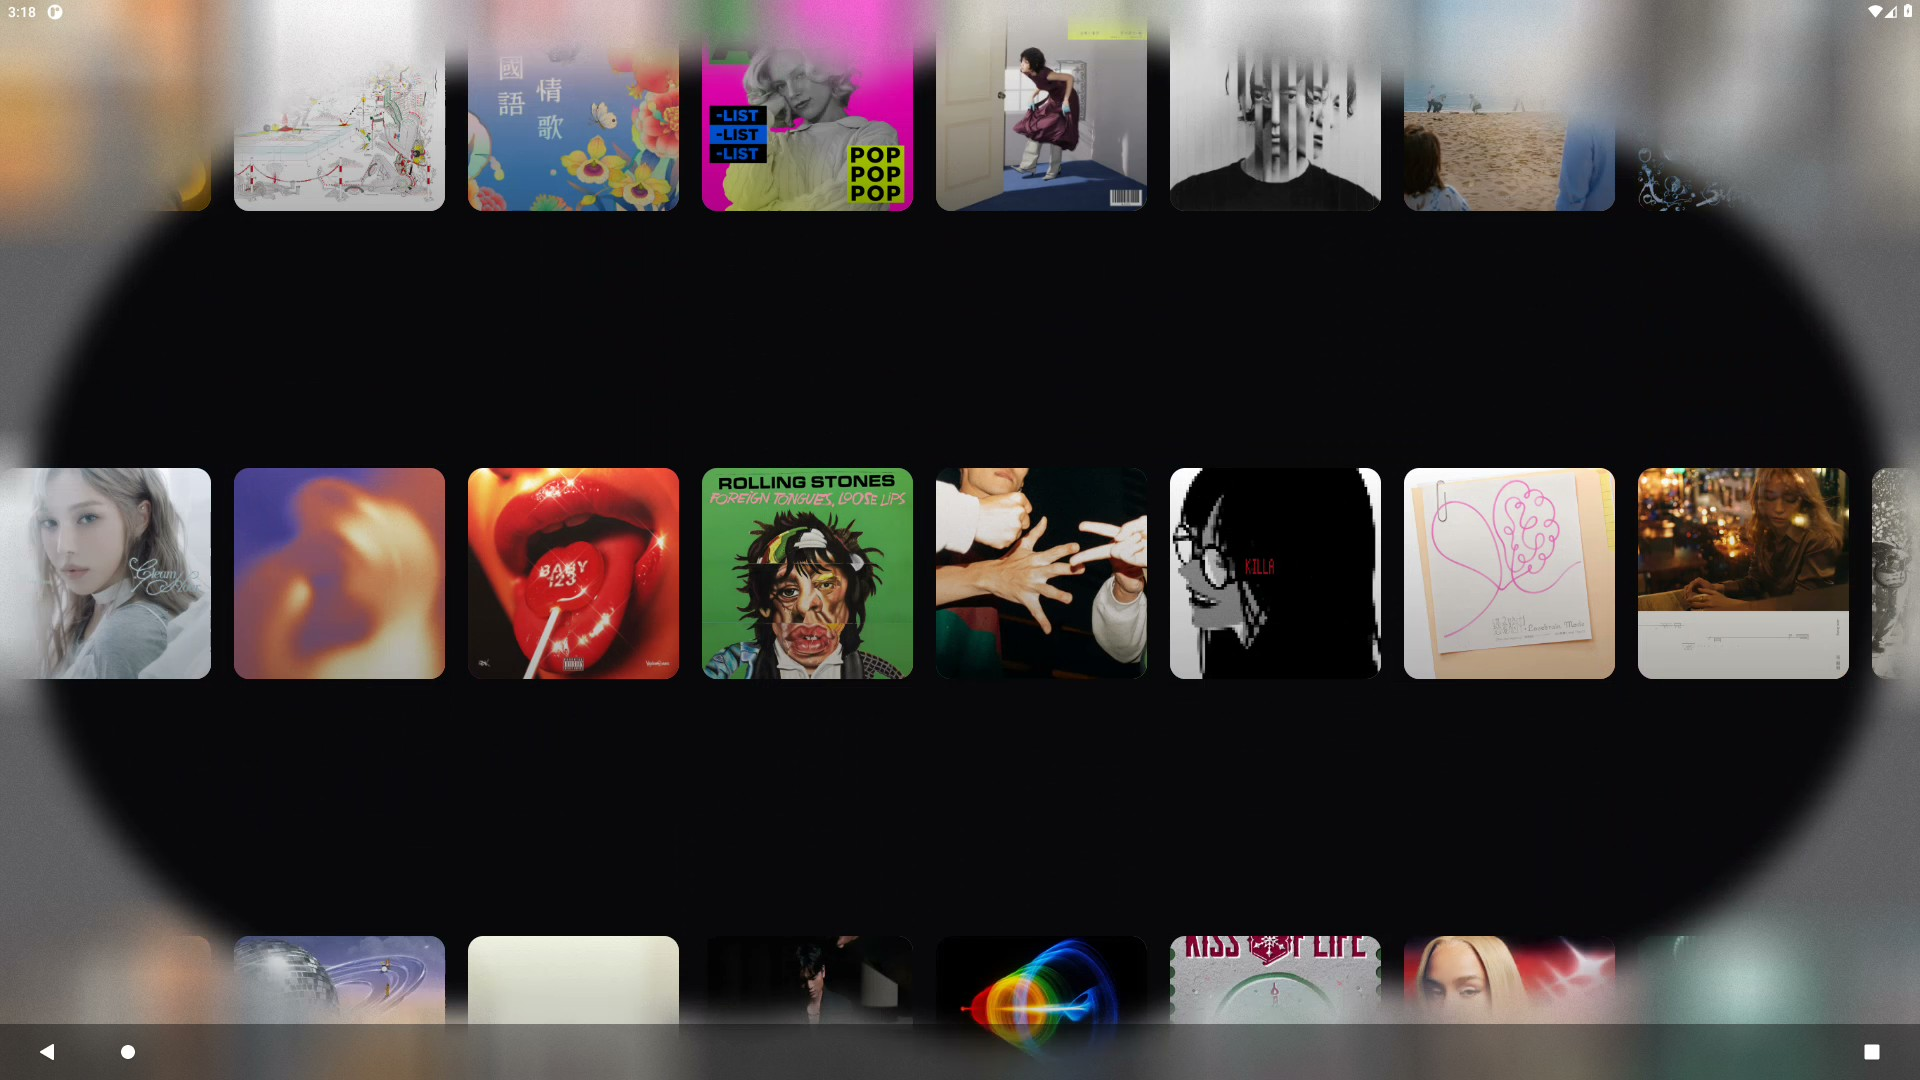 3:18
國語
情歌
-LIST
-LIST
-LIST
POP
POP
POP
Gleam
BABY
123
ROLLING STONES
FOREIGN TONGUES, LOOSE LIPS
KILLA
KISS OF LIFE